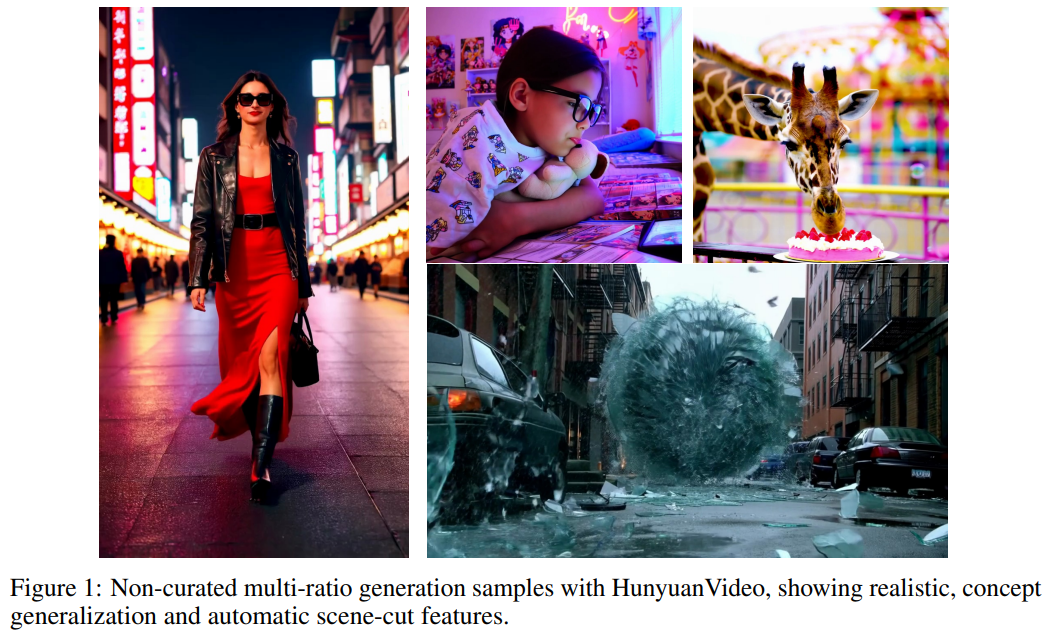 Figure 1: Non-curated multi-ratio generation samples with HunyuanVideo, showing realistic, concept
generalization and automatic scene-cut features.